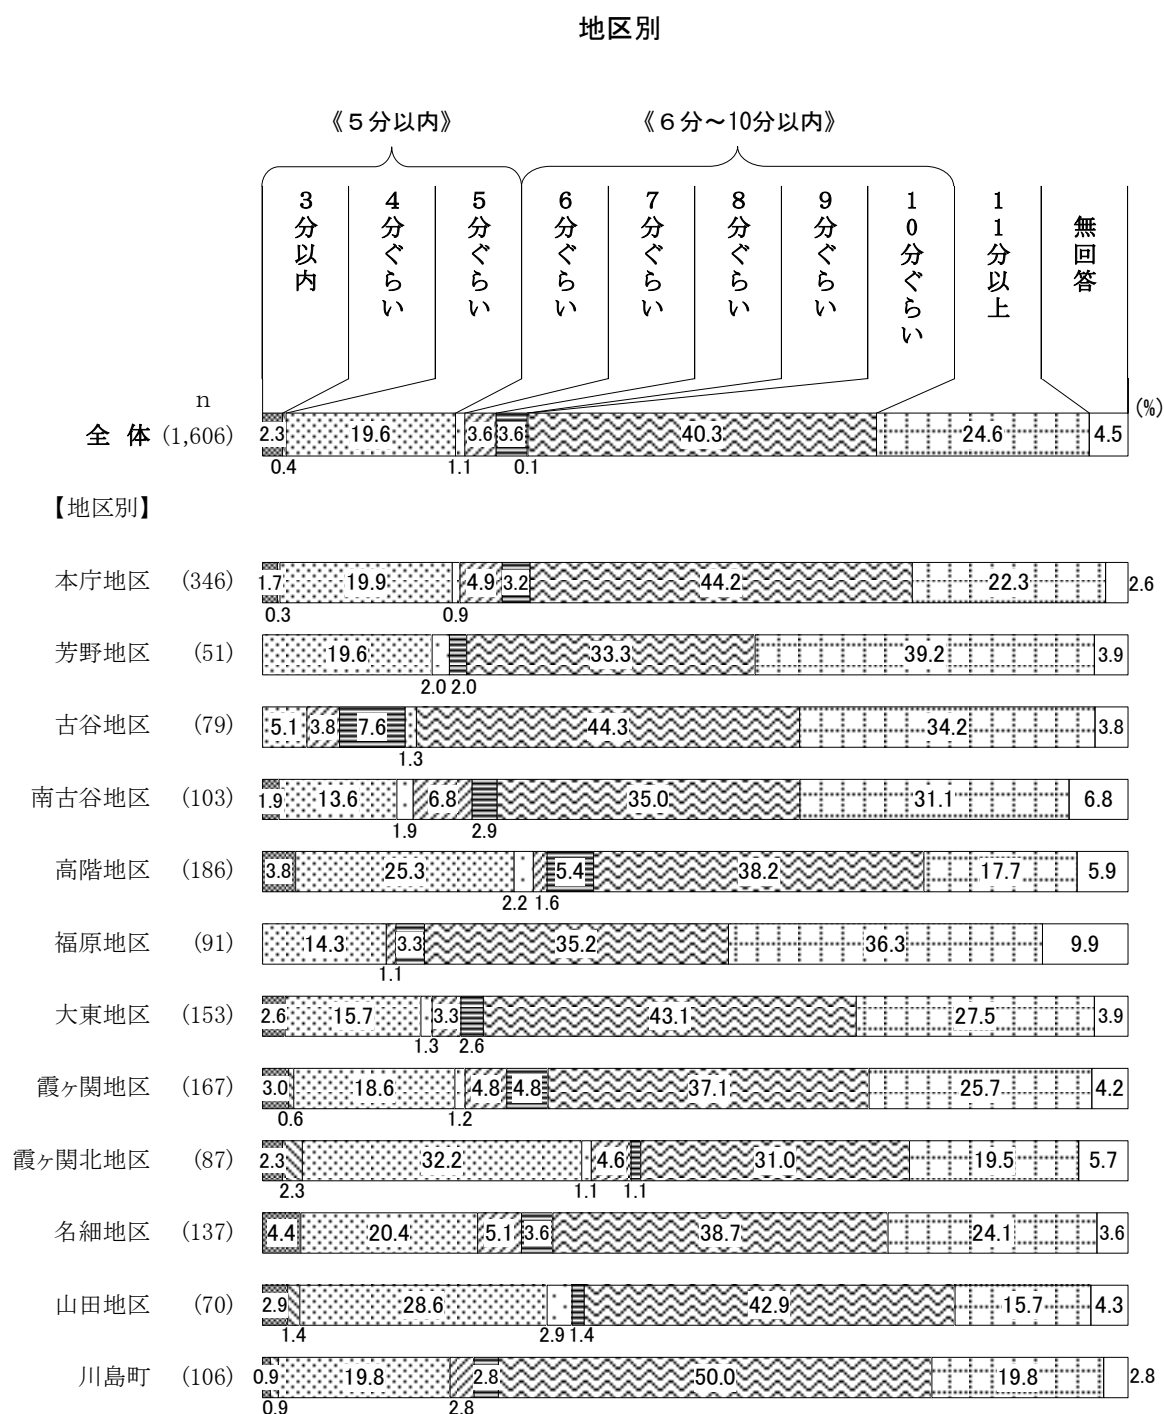 地区別
《５分以内》 《６分～10分以内》
３分以内 ４分ぐらい ５分ぐらい ６分ぐらい ７分ぐらい ８分ぐらい ９分ぐらい １０分ぐらい １１分以上 無回答
n (%)
全 体 (1,606) 2.3 19.6 3.6 3.6 40.3 24.6 4.5
0.4 1.1 0.1
【地区別】
本庁地区 (346) 1.7 19.9 4.9 3.2 44.2 22.3 2.6
0.3 0.9
芳野地区 (51) 19.6 33.3 39.2 3.9
2.0 2.0
古谷地区 (79) 5.1 3.8 7.6 44.3 34.2 3.8
1.3
南古谷地区 (103) 1.9 13.6 6.8 35.0 31.1 6.8
1.9 2.9
高階地区 (186) 3.8 25.3 5.4 38.2 17.7 5.9
2.2 1.6
福原地区 (91) 14.3 3.3 35.2 36.3 9.9
1.1
大東地区 (153) 2.6 15.7 3.3 43.1 27.5 3.9
1.3 2.6
霞ヶ関地区 (167) 3.0 18.6 4.8 4.8 37.1 25.7 4.2
0.6 1.2
霞ヶ関北地区 (87) 2.3 32.2 4.6 31.0 19.5 5.7
2.3 1.1 1.1
名細地区 (137) 4.4 20.4 5.1 3.6 38.7 24.1 3.6
山田地区 (70) 2.9 28.6 42.9 15.7 4.3
1.4 2.9 1.4
川島町 (106) 0.9 19.8 2.8 50.0 19.8 2.8
0.9 2.8